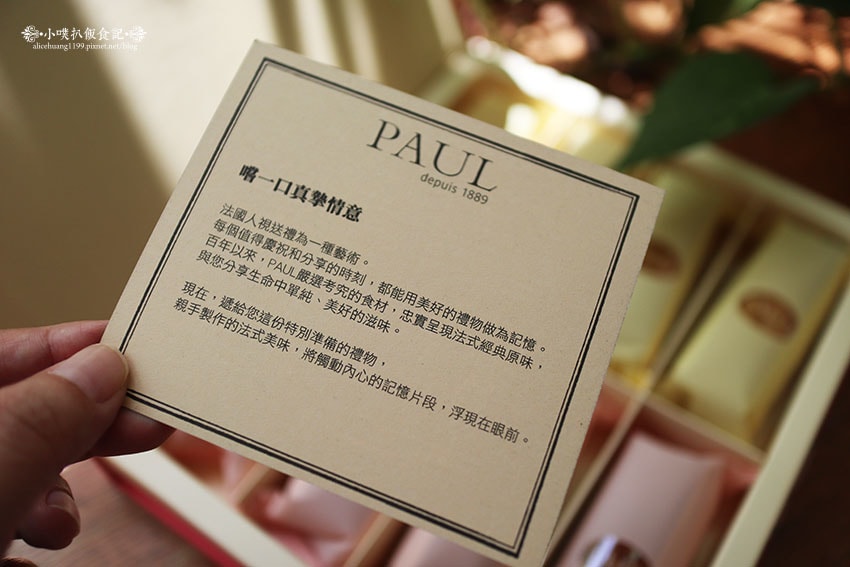 小噗扒飯食記
alicehuang1199.pixnet.net/blog
PAUL
depuis 1889
嚐一口真摯情意
法國人視送禮為一種藝術。
每個值得慶祝和分享的時刻，都能用美好的禮物做為記憶。
百年以來，PAUL嚴選考究的食材，忠實呈現法式經典原味，
與您分享生命中單純、美好的滋味。
現在，遞給您這份特別準備的禮物，
親手製作的法式美味，將觸動內心的記憶片段，浮現在眼前。